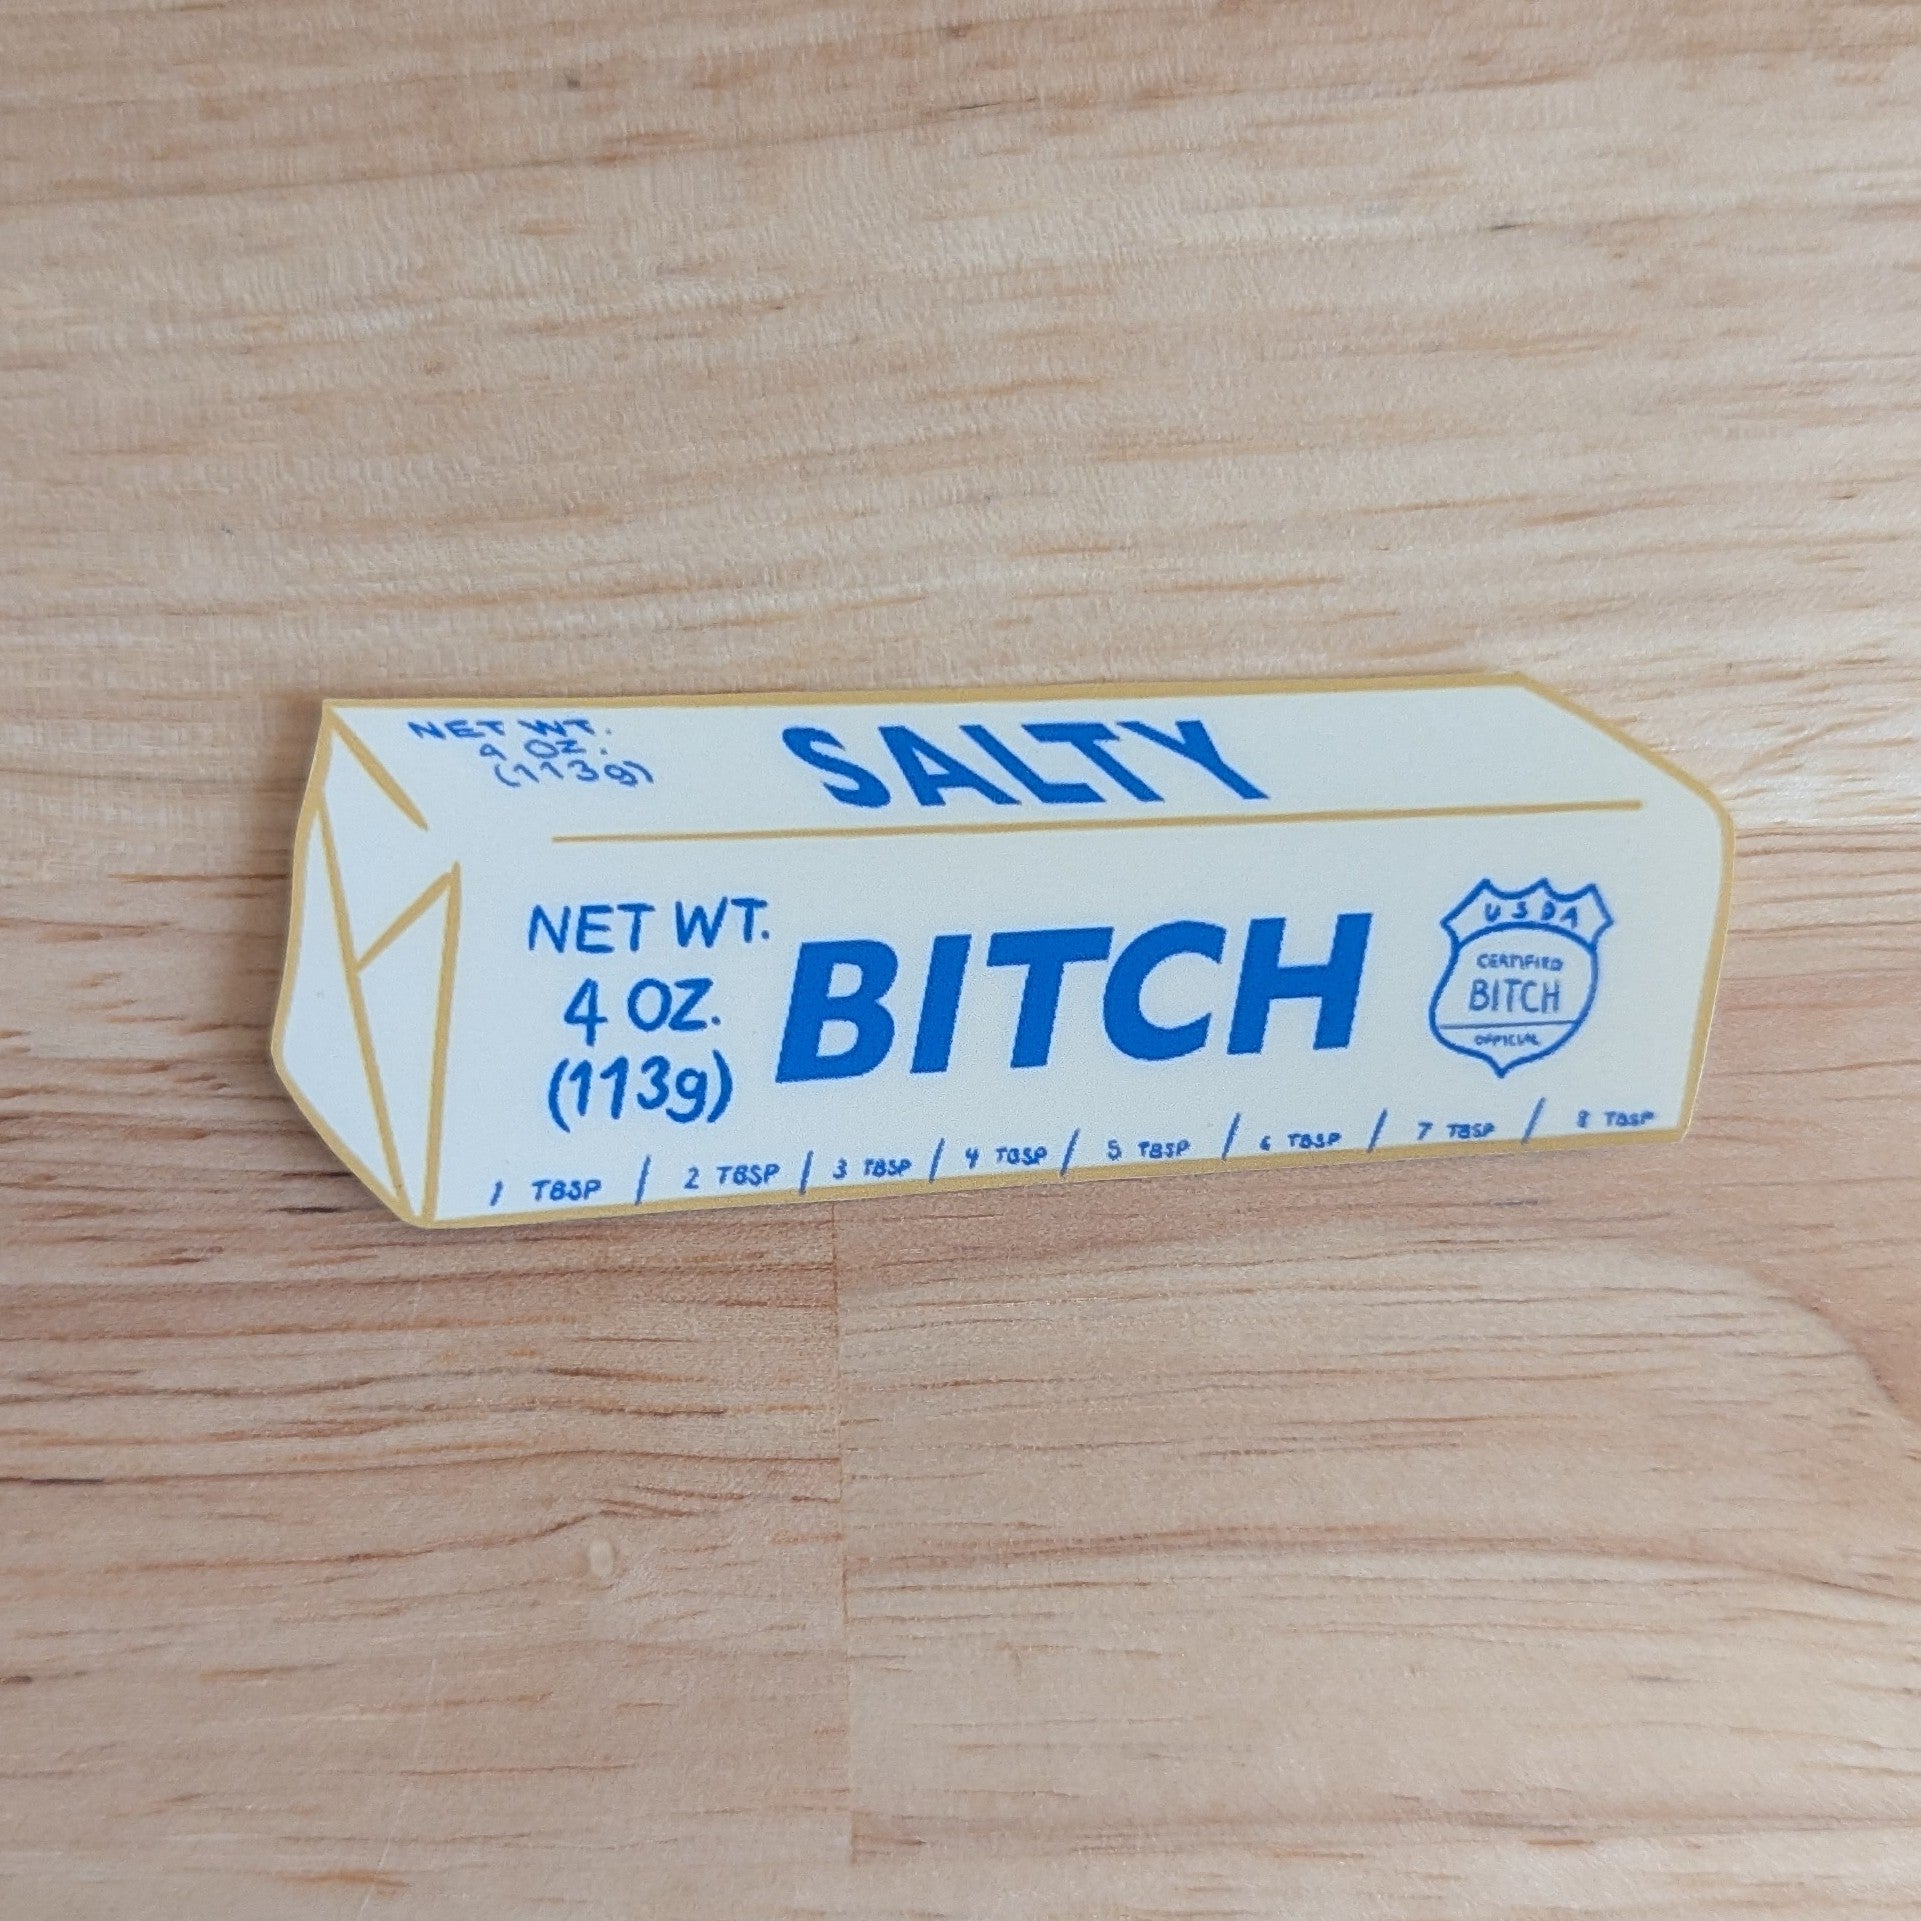 NET WT.
4 OZ.
(113g)
SALTY
NET WT.
4 OZ.
(113g)
BITCH
USDA
CERTIFIED
BITCH
OFFICIAL
1 TBSP / 2 TBSP / 3 TBSP / 4 TBSP / 5 TBSP / 6 TBSP / 7 TBSP / 8 TBSP